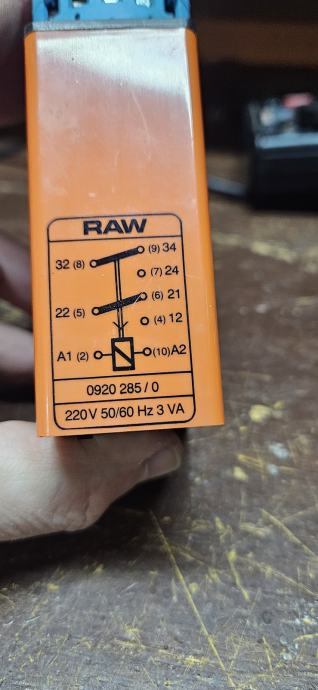 RAW
32 (8) (9) 34
(7) 24
22 (5) (6) 21
(4) 12
A1 (2) (10) A2
0920 285 / 0
220V 50/60 Hz 3 VA